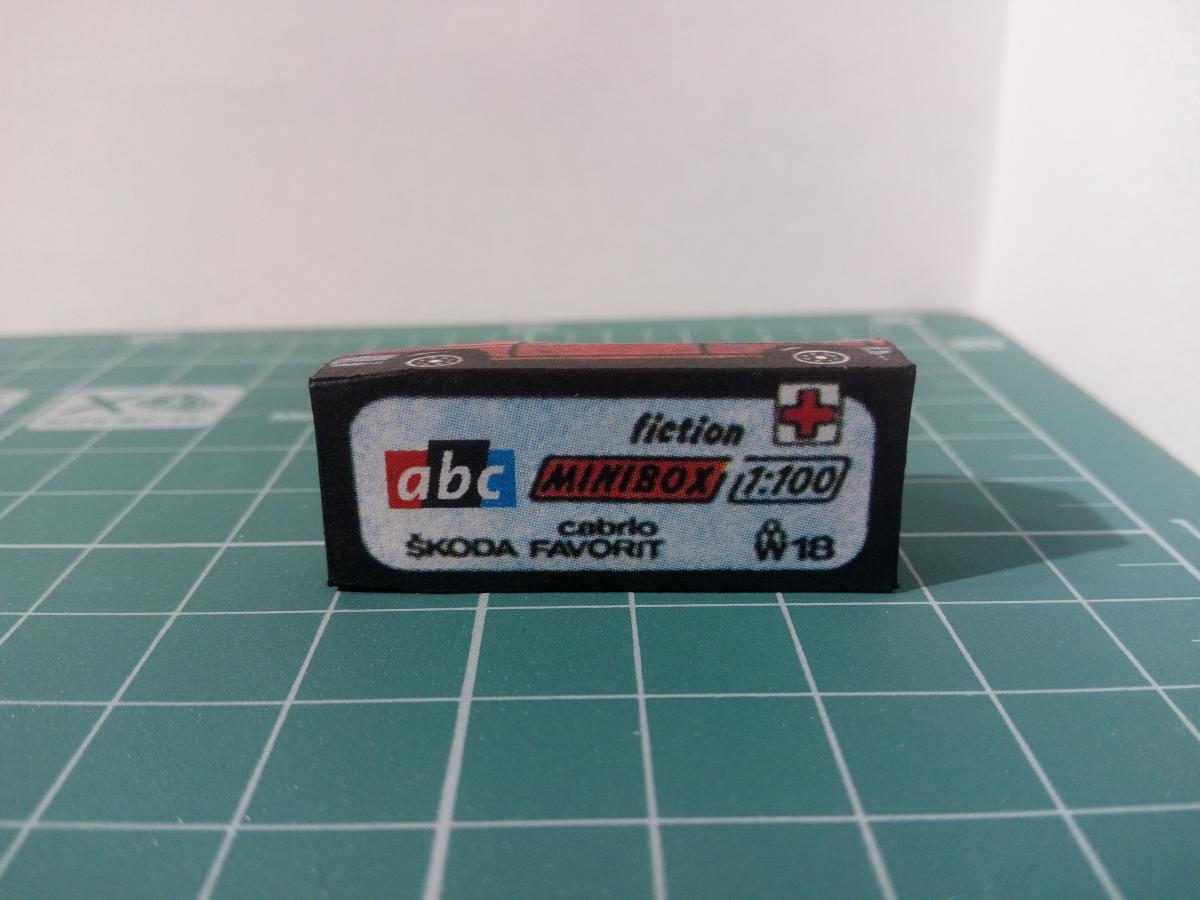 fiction
abc MINIBOX 1:100
cabrio
ŠKODA FAVORIT W 18